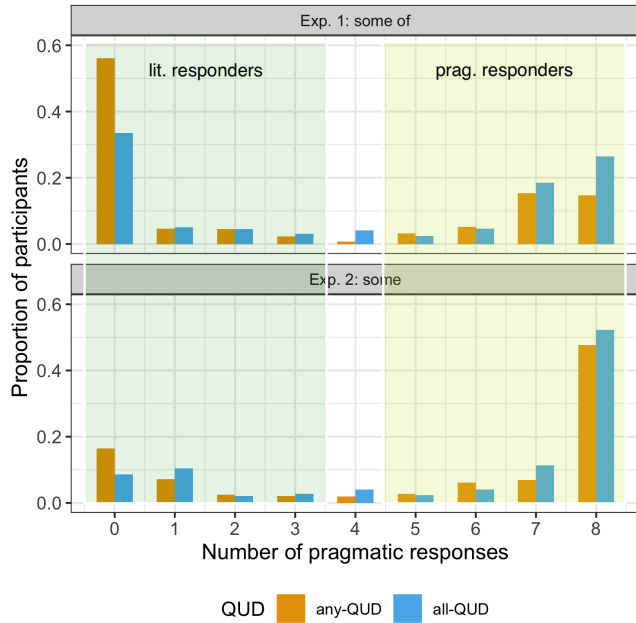 Exp. 1: some of
lit. responders
prag. responders
0.6
0.4
0.2
0.0
Exp. 2: some
0.6
0.4
0.2
0.0
Proportion of participants
0 1 2 3 4 5 6 7 8
Number of pragmatic responses
QUD any-QUD all-QUD